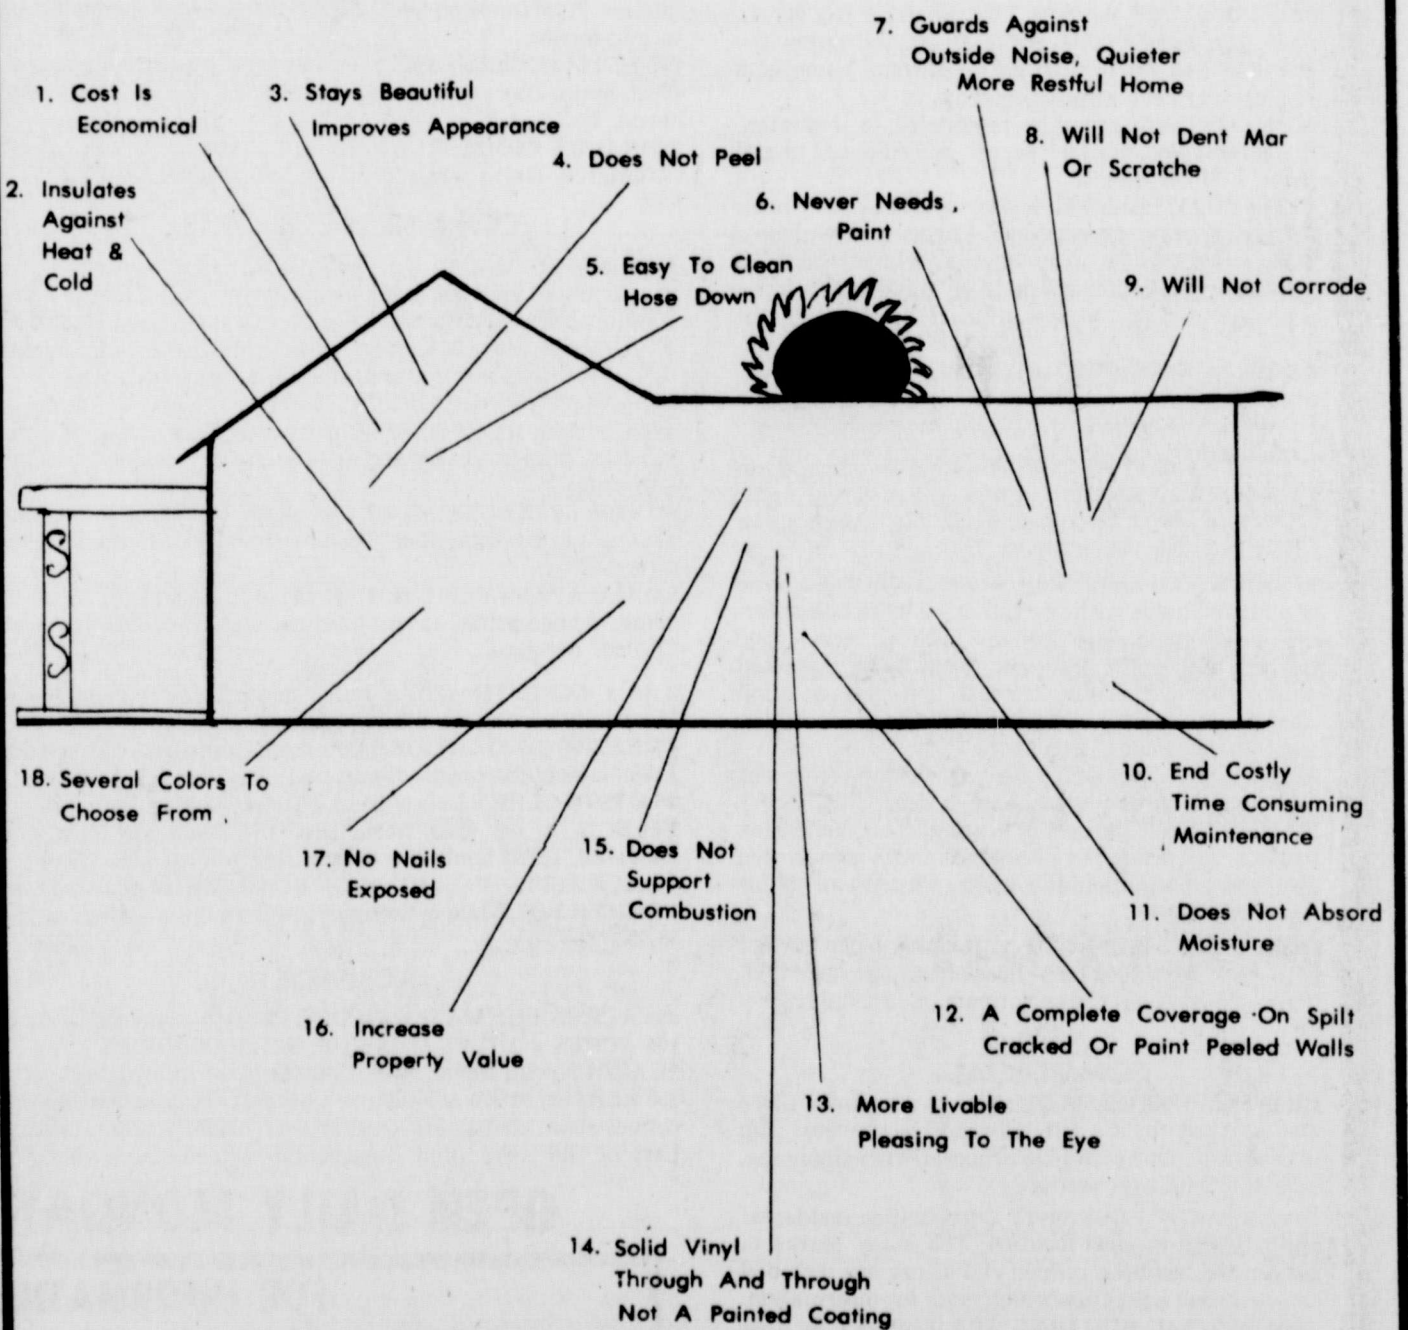 1. Cost Is
Economical
2. Insulates
Against
Heat &
Cold
3. Stays Beautiful
Improves Appearance
4. Does Not Peel
5. Easy To Clean
Hose Down
6. Never Needs
Paint
7. Guards Against
Outside Noise, Quieter
More Restful Home
8. Will Not Dent Mar
Or Scratche
9. Will Not Corrode
10. End Costly
Time Consuming
Maintenance
11. Does Not Absord
Moisture
12. A Complete Coverage On Spilt
Cracked Or Paint Peeled Walls
13. More Livable
Pleasing To The Eye
14. Solid Vinyl
Through And Through
Not A Painted Coating
15. Does Not
Support
Combustion
16. Increase
Property Value
17. No Nails
Exposed
18. Several Colors To
Choose From